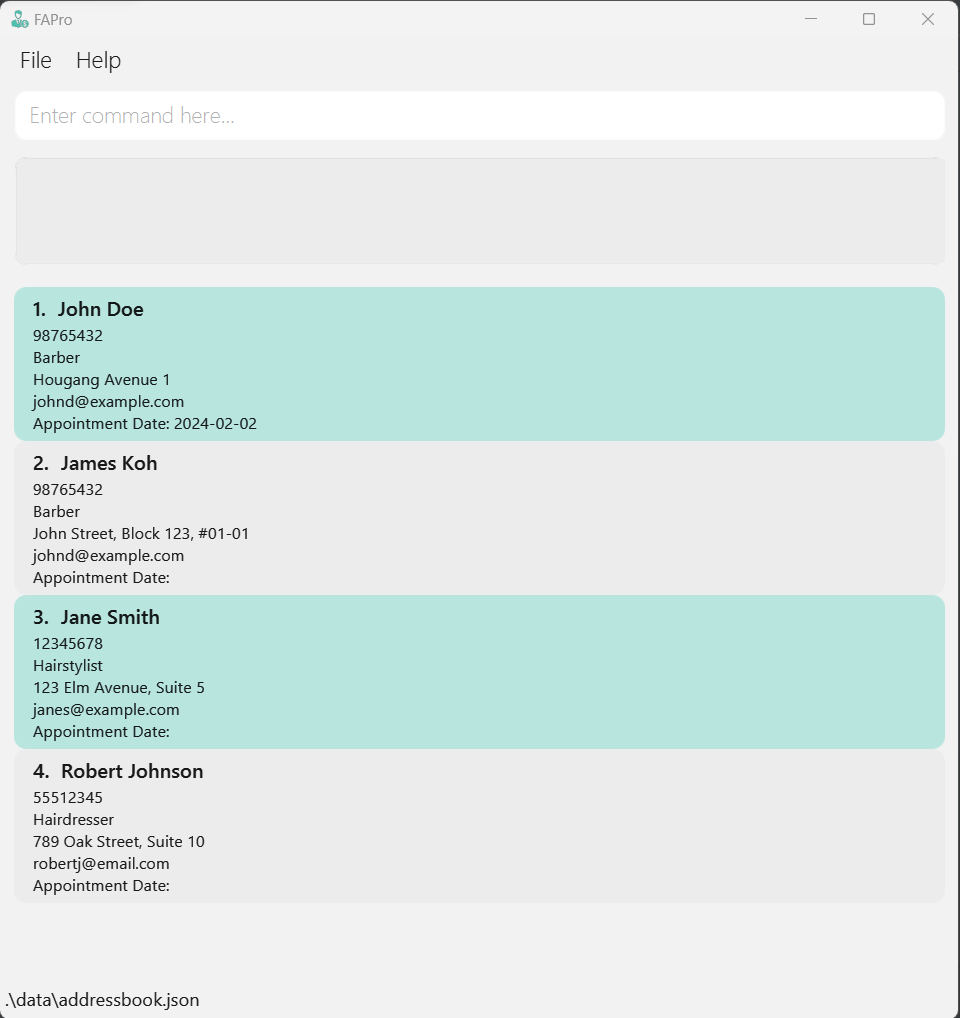 FAPro
File Help
Enter command here...
1. John Doe
98765432
Barber
Hougang Avenue 1
johnd@example.com
Appointment Date: 2024-02-02
2. James Koh
98765432
Barber
John Street, Block 123, #01-01
johnd@example.com
Appointment Date:
3. Jane Smith
12345678
Hairstylist
123 Elm Avenue, Suite 5
janes@example.com
Appointment Date:
4. Robert Johnson
55512345
Hairdresser
789 Oak Street, Suite 10
robertj@email.com
Appointment Date:
.\data\addressbook.json